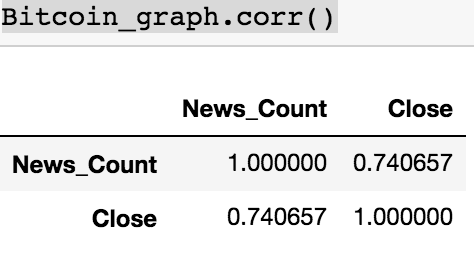 Bitcoin_graph.corr()
News_Count Close
News_Count 1.000000 0.740657
Close 0.740657 1.000000